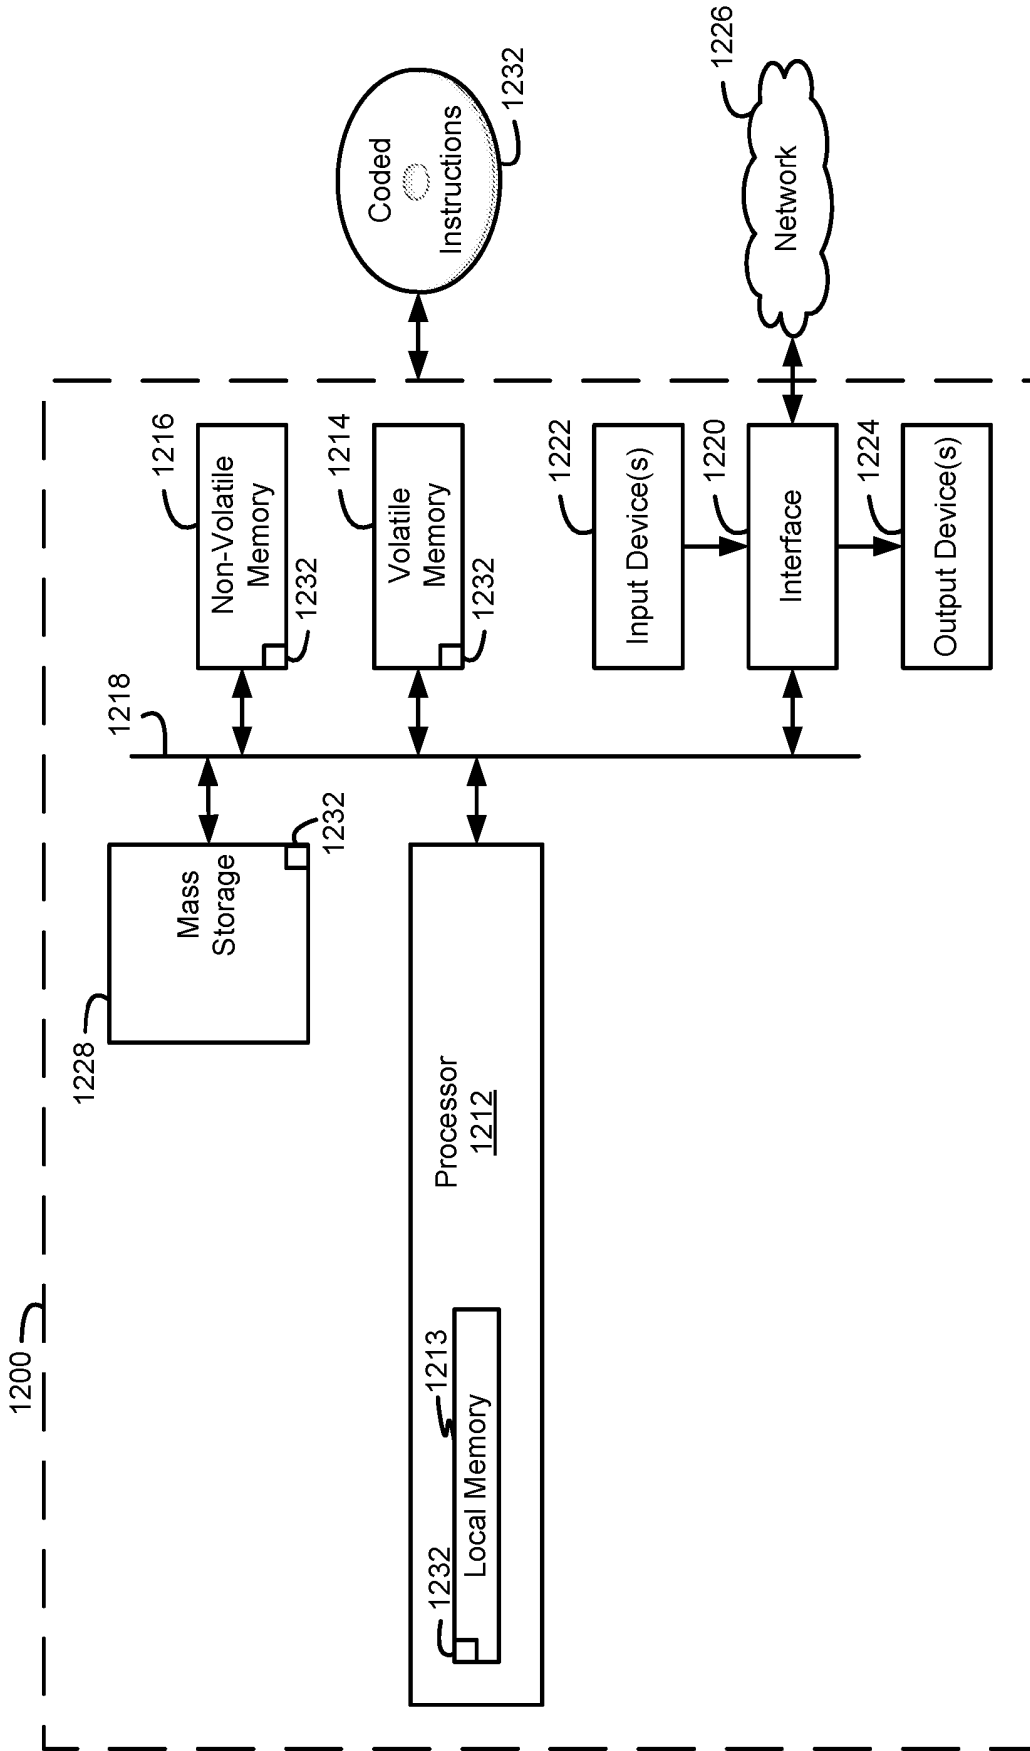 1200
1228
Mass
Storage
1232
1218
1216
Non-Volatile
Memory
1232
1214
Volatile
Memory
1232
Coded
Instructions
1232
Processor
1212
1213
Local Memory
1232
1222
Input Device(s)
1220
Interface
1226
Network
1224
Output Device(s)